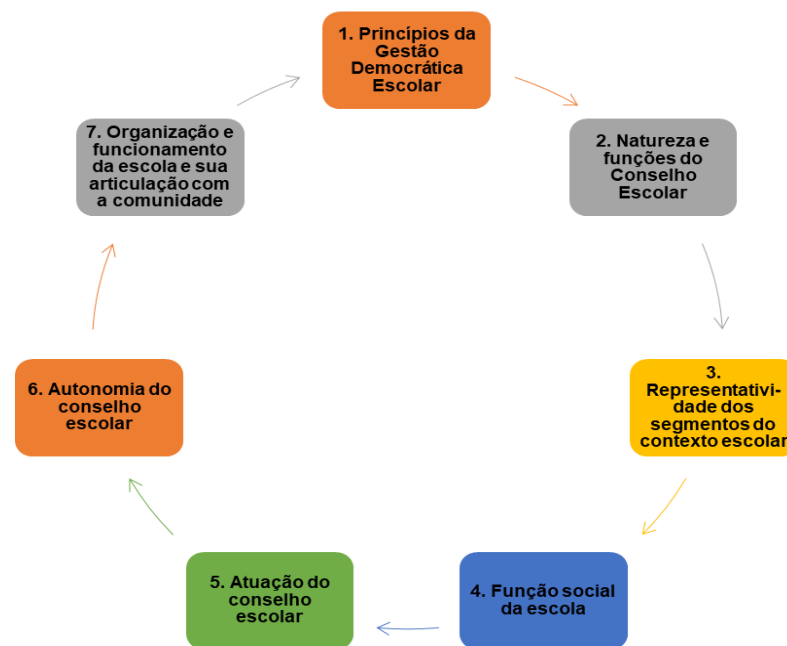 1. Princípios da
Gestão
Democrática
Escolar
2. Natureza e
funções do
Conselho
Escolar
3.
Representativi-
dade dos
segmentos do
contexto escolar
4. Função social
da escola
5. Atuação do
conselho
escolar
6. Autonomia do
conselho
escolar
7. Organização e
funcionamento
da escola e sua
articulação com
a comunidade